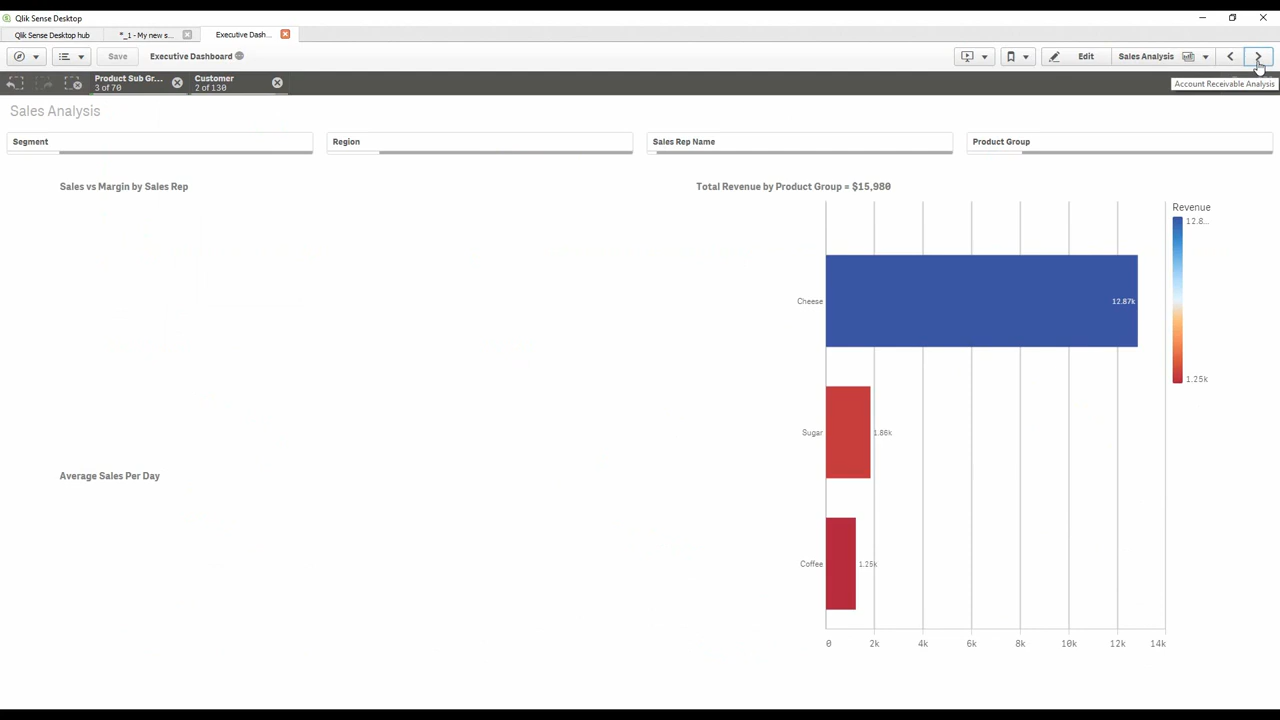 Qlik Sense Desktop
Qlik Sense Desktop hub
*_1 - My new s...
Executive Dash...
Save
Executive Dashboard
Edit
Sales Analysis
Product Sub Gr...
3 of 70
Customer
2 of 130
Account Receivable Analysis
Sales Analysis
Segment
Region
Sales Rep Name
Product Group
Sales vs Margin by Sales Rep
Total Revenue by Product Group = $15,980
Revenue
12.8...
Cheese
12.87k
1.25k
Sugar
1.86k
Average Sales Per Day
Coffee
1.25k
0 2k 4k 6k 8k 10k 12k 14k